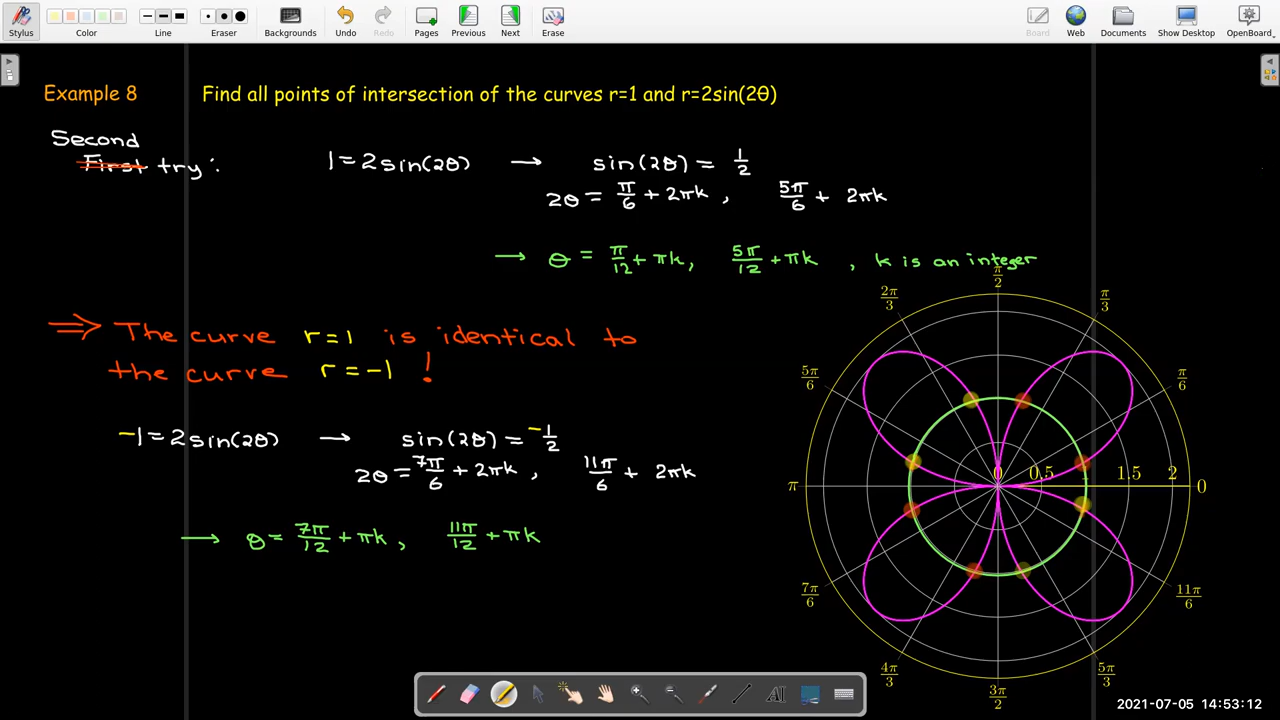 Stylus
Color
Line
Eraser
Backgrounds
Undo
Redo
Pages
Previous
Next
Erase
Board
Web
Documents
Show Desktop
OpenBoard
Example 8 Find all points of intersection of the curves r=1 and r=2sin(2θ)
Second
First try: 1=2sin(2θ) → sin(2θ) = 1/2
2θ = π/6 + 2πk, 5π/6 + 2πk
→ θ = π/12 + πk, 5π/12 + πk, k is an integer
⇒ The curve r=1 is identical to
the curve r=-1 !
-1=2sin(2θ) → sin(2θ) = -1/2
2θ = 7π/6 + 2πk, 11π/6 + 2πk
→ θ = 7π/12 + πk, 11π/12 + πk
π/2
2π/3
π/3
5π/6
π/6
π
0
0.5
1
1.5
2
0
7π/6
11π/6
4π/3
3π/2
5π/3
AI
2021-07-05 14:53:12